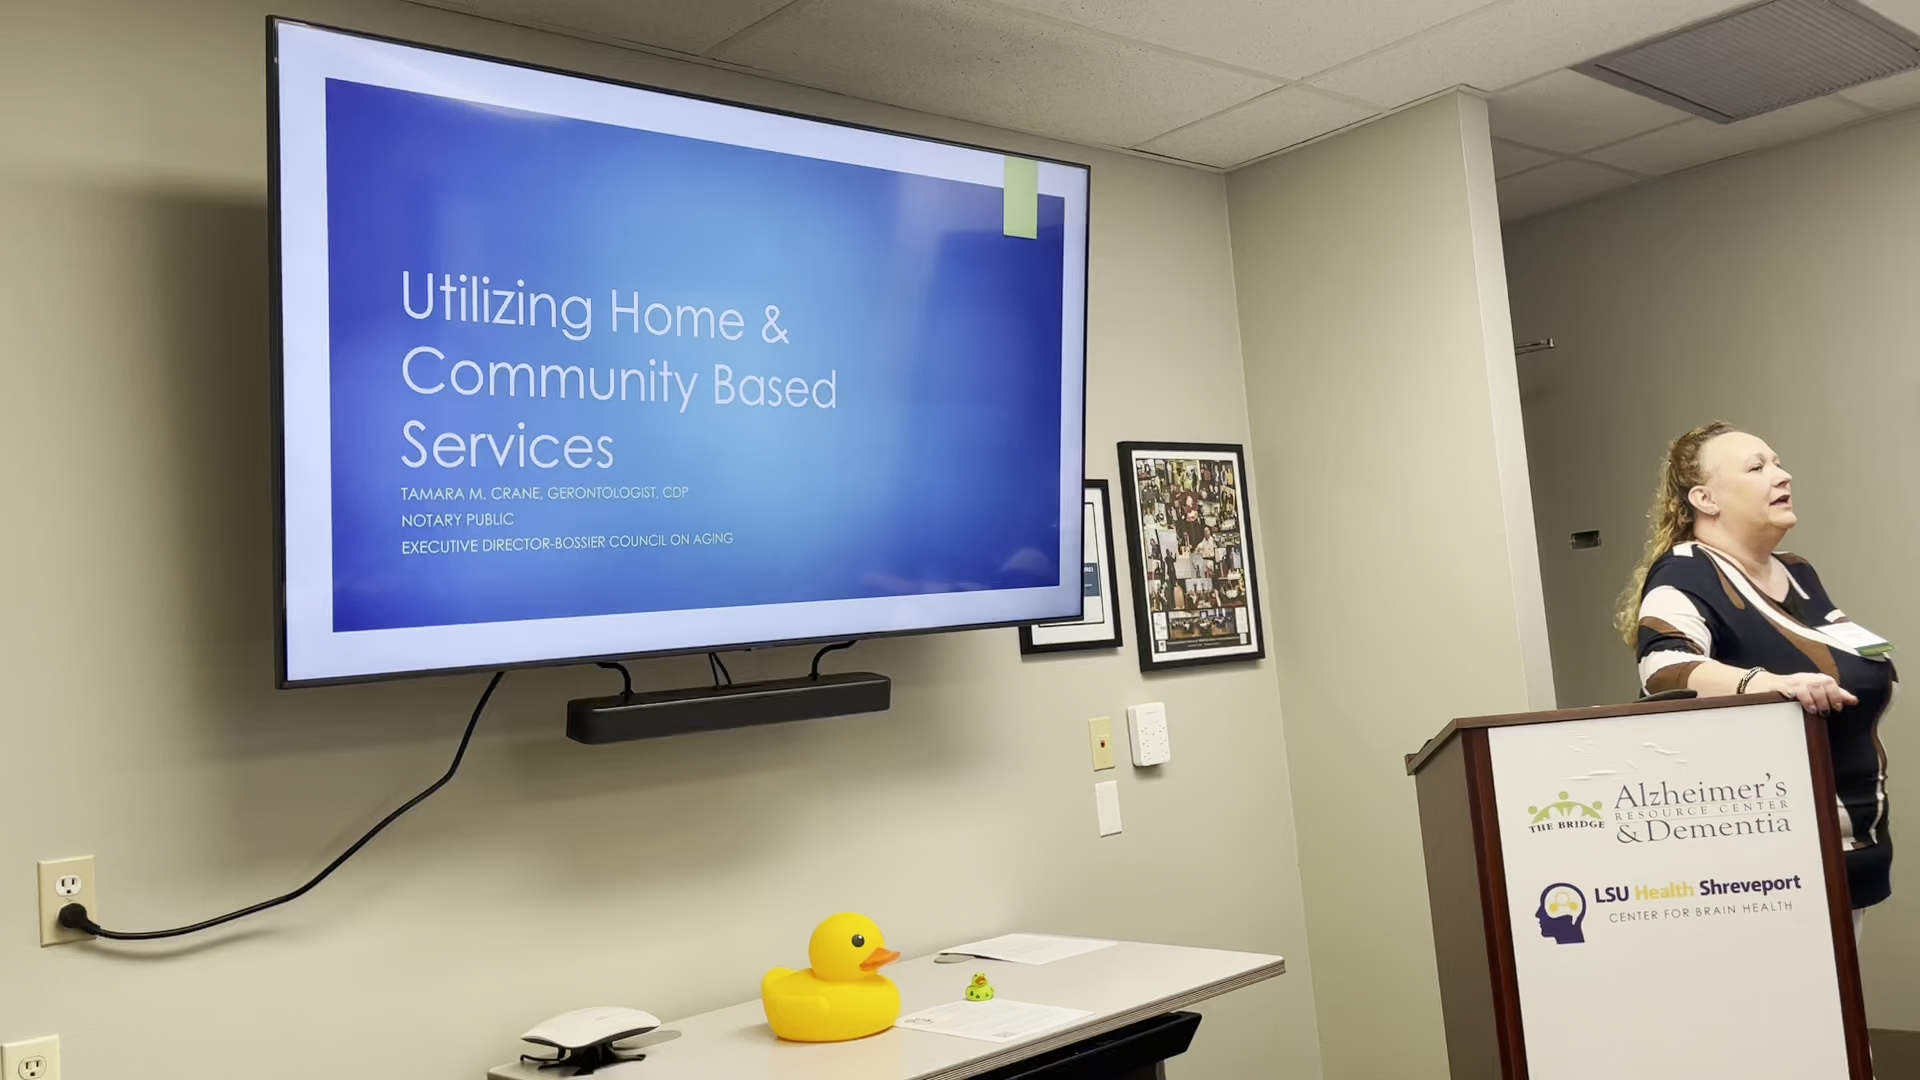 Utilizing Home &
Community Based
Services
TAMARA M. CRANE, GERONTOLOGIST, CDP
NOTARY PUBLIC
EXECUTIVE DIRECTOR-BOSSIER COUNCIL ON AGING
THE BRIDGE
Alzheimer's
RESOURCE CENTER
& Dementia
LSU Health Shreveport
CENTER FOR BRAIN HEALTH